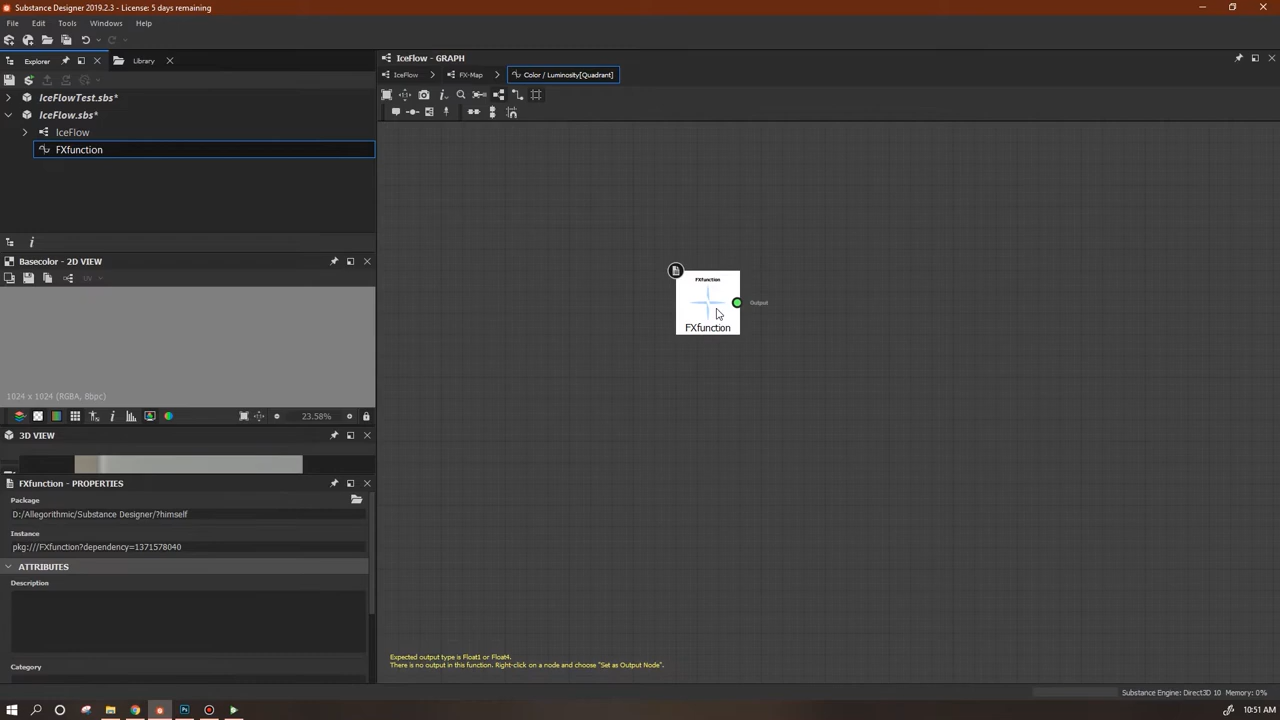 Substance Designer 2019.2.3 - License: 5 days remaining
File Edit Tools Windows Help
Explorer
Library
IceFlow - GRAPH
IceFlow
FX-Map
Color / Luminosity[Quadrant]
IceFlowTest.sbs*
IceFlow.sbs*
IceFlow
FXfunction
FXfunction
FXfunction
Output
Basecolor - 2D VIEW
UV
1024 x 1024 (RGBA, 8bpc)
23.58%
3D VIEW
FXfunction - PROPERTIES
Package
D:/Allegorithmic/Substance Designer/?himself
Instance
pkg:///FXfunction?dependency=1371578040
ATTRIBUTES
Description
Category
Expected output type is Float1 or Float4.
There is no output in this function. Right-click on a node and choose "Set as Output Node".
Substance Engine: Direct3D 10 Memory: 0%
10:51 AM